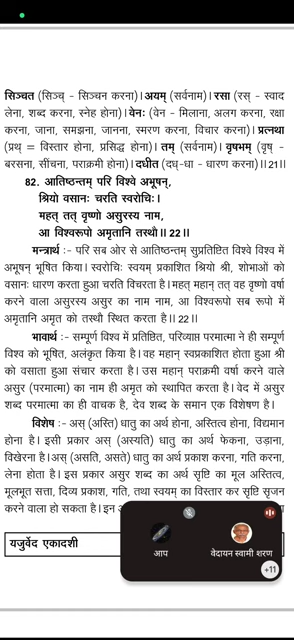 सिञ्चत (सिञ्च् - सिञ्चन करना)। अयम् (सर्वनाम)। रसा (रस् - स्वाद
लेना, शब्द करना, स्नेह होना)। वेनः (वेन - मिलाना, अलग करना, रक्षा
करना, जाना, समझना, जानना, स्मरण करना, विचार करना)। प्रत्नथा
(प्रथ् = विस्तार होना, प्रसिद्ध होना)। तम् (सर्वनाम)। वृषभम् (वृष् -
बरसना, सींचना, पराक्रमी होना)। दधीत (दध्-धा - धारण करना)।।21।।
82. आतिष्ठन्तम् परि विश्वे अभूषन्,
श्रियो वसानः चरति स्वरोचिः।
महत् तत् वृष्णो असुरस्य नाम,
आ विश्वरूपो अमृतानि तस्थौ।। 22।।
मन्त्रार्थ :- परि सब ओर से आतिष्ठन्तम् सुप्रतिष्टित विश्वे विश्व में
अभूषन् भूषित किया। स्वरोचिः स्वयम् प्रकाशित श्रियो श्री, शोभाओं को
वसानः धारण करता हुआ चरति विचरता है। महत् महान् तत् वह वृष्णो वर्षा
करने वाला असुरस्य असुर का नाम नाम, आ विश्वरूपो सब रूपो में
अमृतानि अमृत को तस्थौ स्थित करता है।। 22।।
भावार्थ :- सम्पूर्ण विश्व में प्रतिष्ठित, परिव्याप्त परमात्मा ने ही सम्पूर्ण
विश्व को भूषित, अलंकृत किया है। वह महान् स्वप्रकाशित होता हुआ श्री
को वसाता हुआ संचार करता है। उस महान् पराक्रमी वर्षा करने वाले
असुर (परमात्मा) का नाम ही अमृत को स्थापित करता है। वेद में असुर
शब्द परमात्मा का ही वाचक है, देव शब्द के समान एक विशेषण है।
विशेष :- अस् (अस्ति) धातु का अर्थ होना, अस्तित्व होना, विद्यमान
होना है। इसी प्रकार अस् (अस्यति) धातु का अर्थ फेकना, उड़ाना,
विखेरना है। अस् (असति, असते) धातु का अर्थ प्रकाश करना, गति करना,
लेना होता है। इस प्रकार असुर शब्द का अर्थ सृष्टि का मूल अस्तित्व,
मूलभूत सत्ता, दिव्य प्रकाश, गति, तथा स्वयम् का विस्तार कर सृष्टि सृजन
करने वाला हो सकता है। इन
यजुर्वेद एकादशी
आप
वेदायन स्वामी शरण
+11